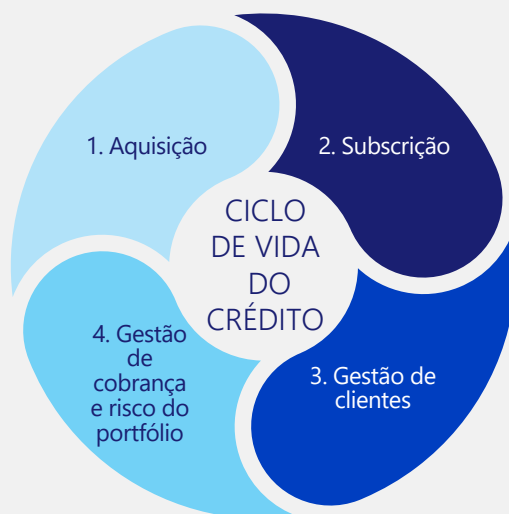 1. Aquisição
2. Subscrição
CICLO
DE VIDA
DO
CRÉDITO
4. Gestão
de
cobrança
e risco do
portfólio
3. Gestão de
clientes